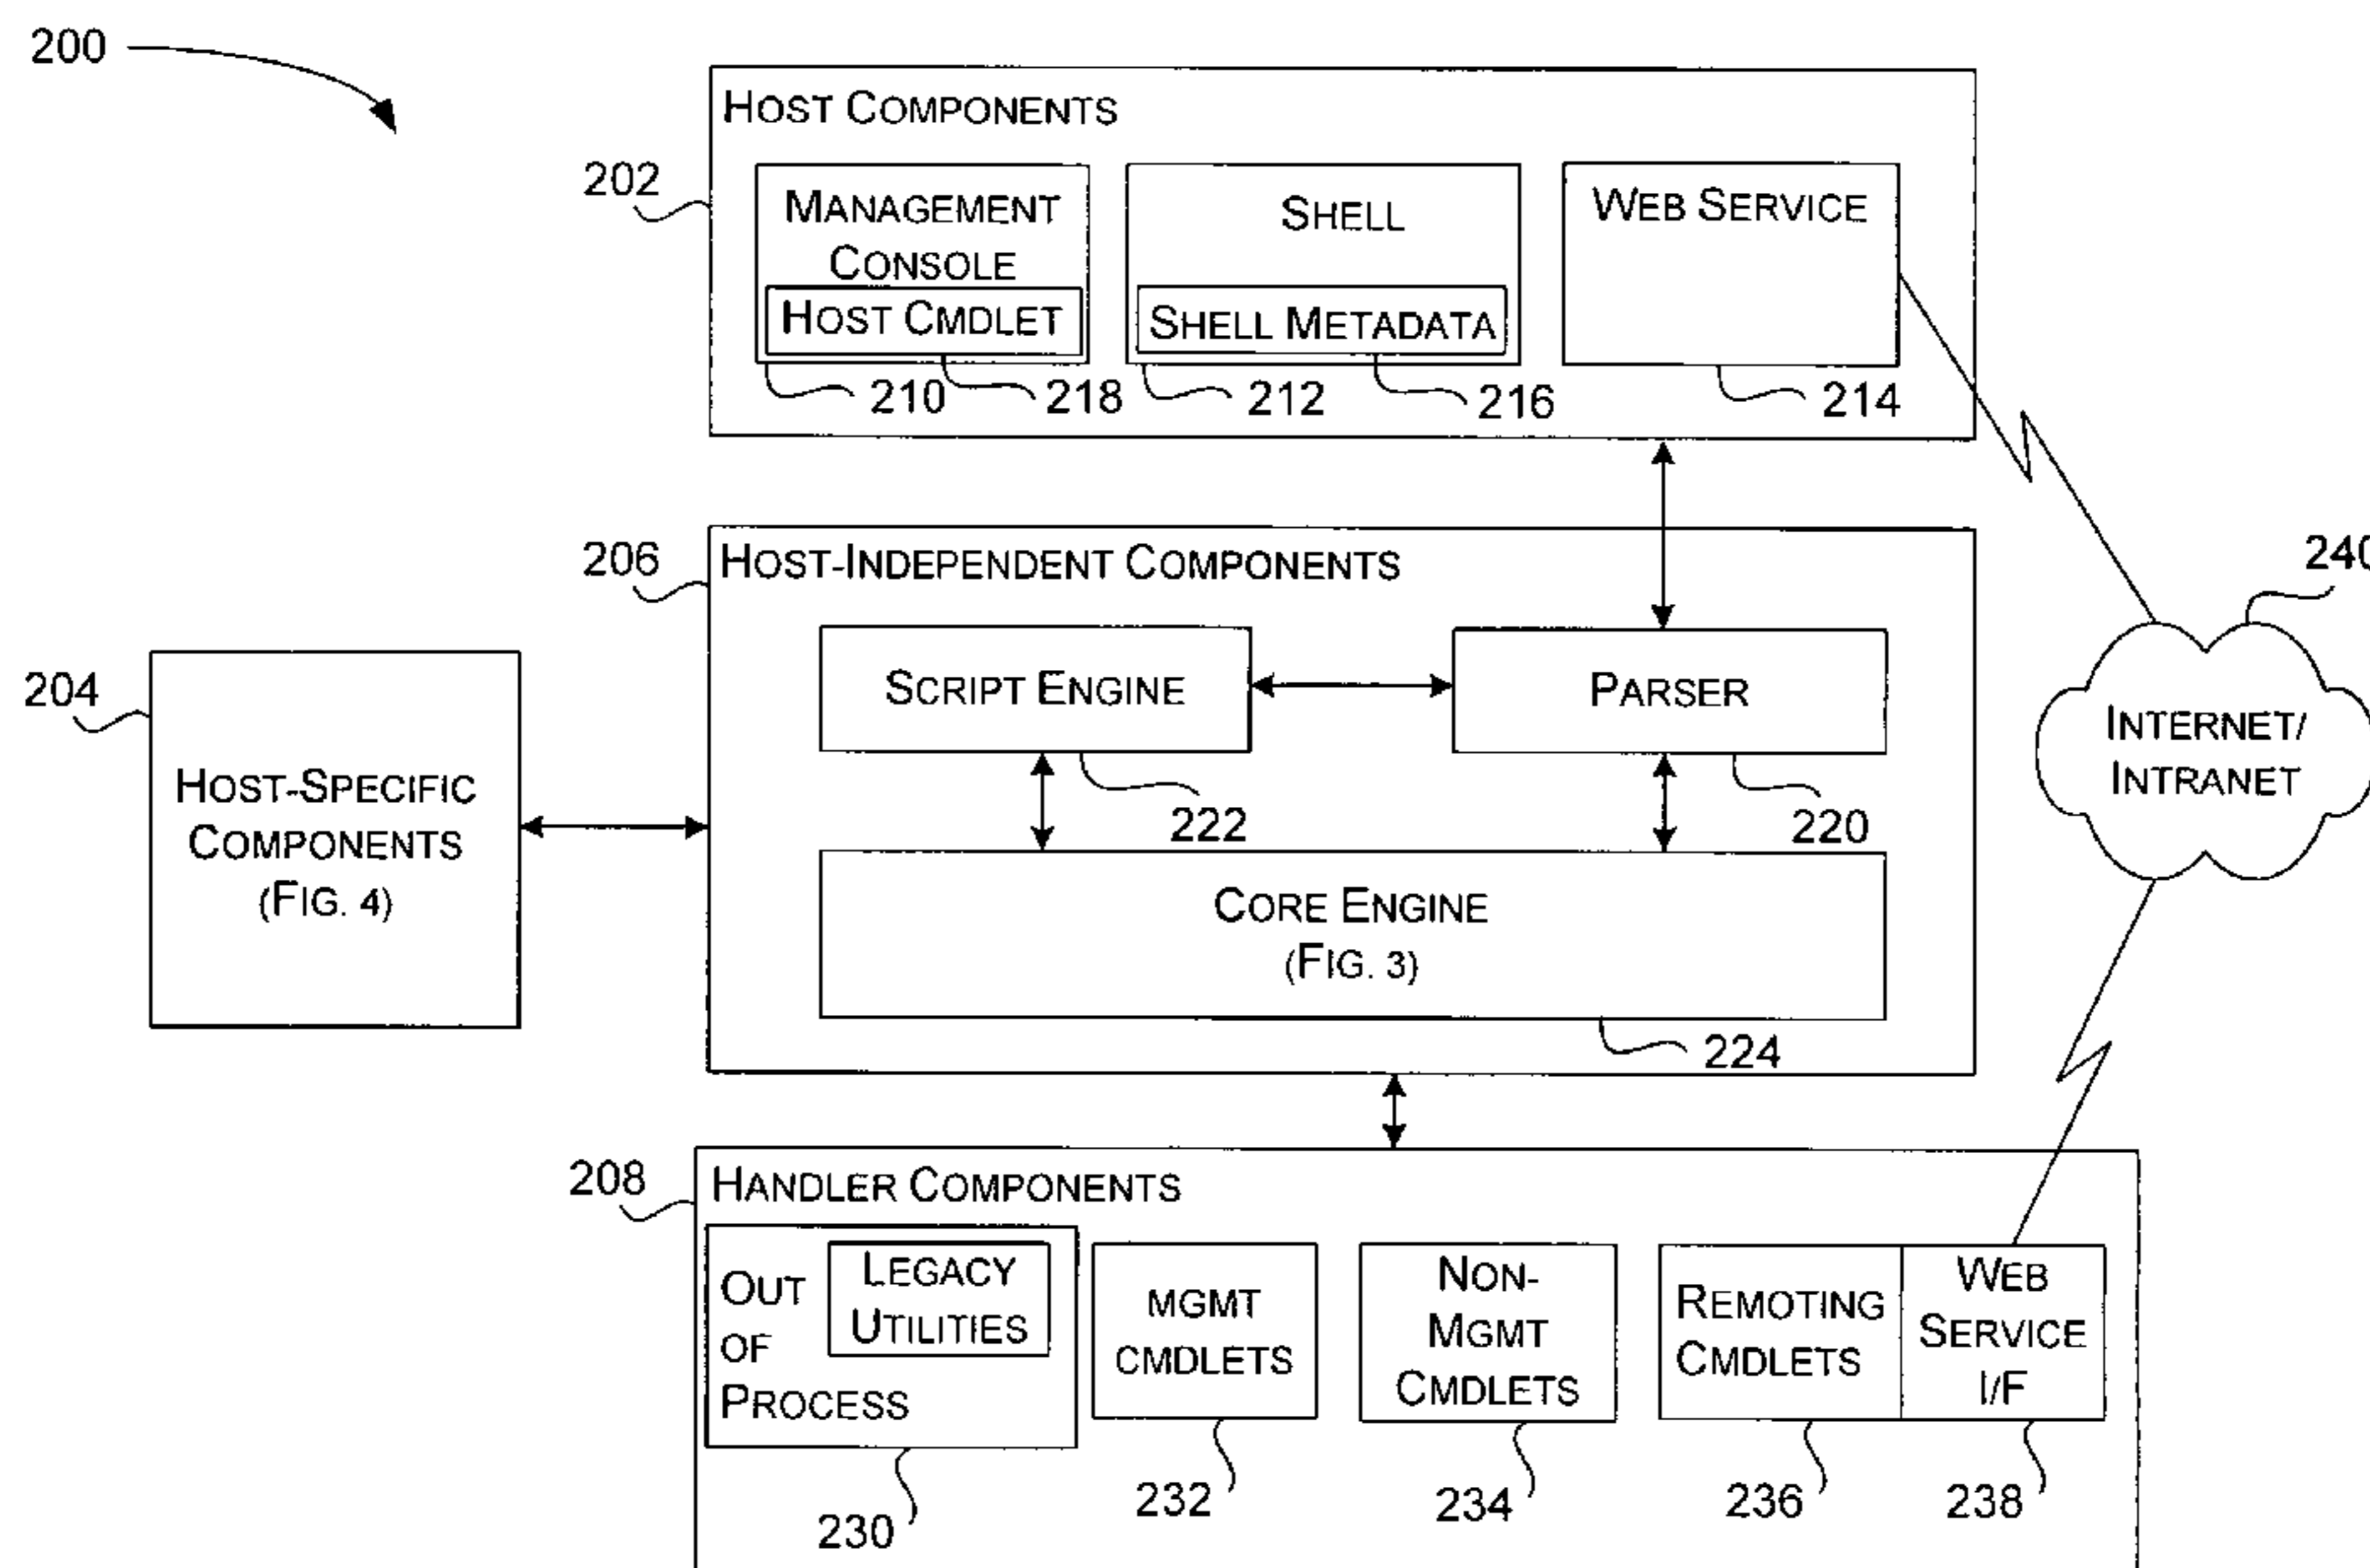 200
HOST COMPONENTS
202
MANAGEMENT
CONSOLE
HOST CMDLET
SHELL
SHELL METADATA
WEB SERVICE
210
218
212
216
214
206
HOST-INDEPENDENT COMPONENTS
240
SCRIPT ENGINE
PARSER
222
220
CORE ENGINE
(FIG. 3)
224
204
HOST-SPECIFIC
COMPONENTS
(FIG. 4)
INTERNET/
INTRANET
208
HANDLER COMPONENTS
OUT
OF
PROCESS
LEGACY
UTILITIES
MGMT
CMDLETS
NON-
MGMT
CMDLETS
REMOTING
CMDLETS
WEB
SERVICE
I/F
230
232
234
236
238